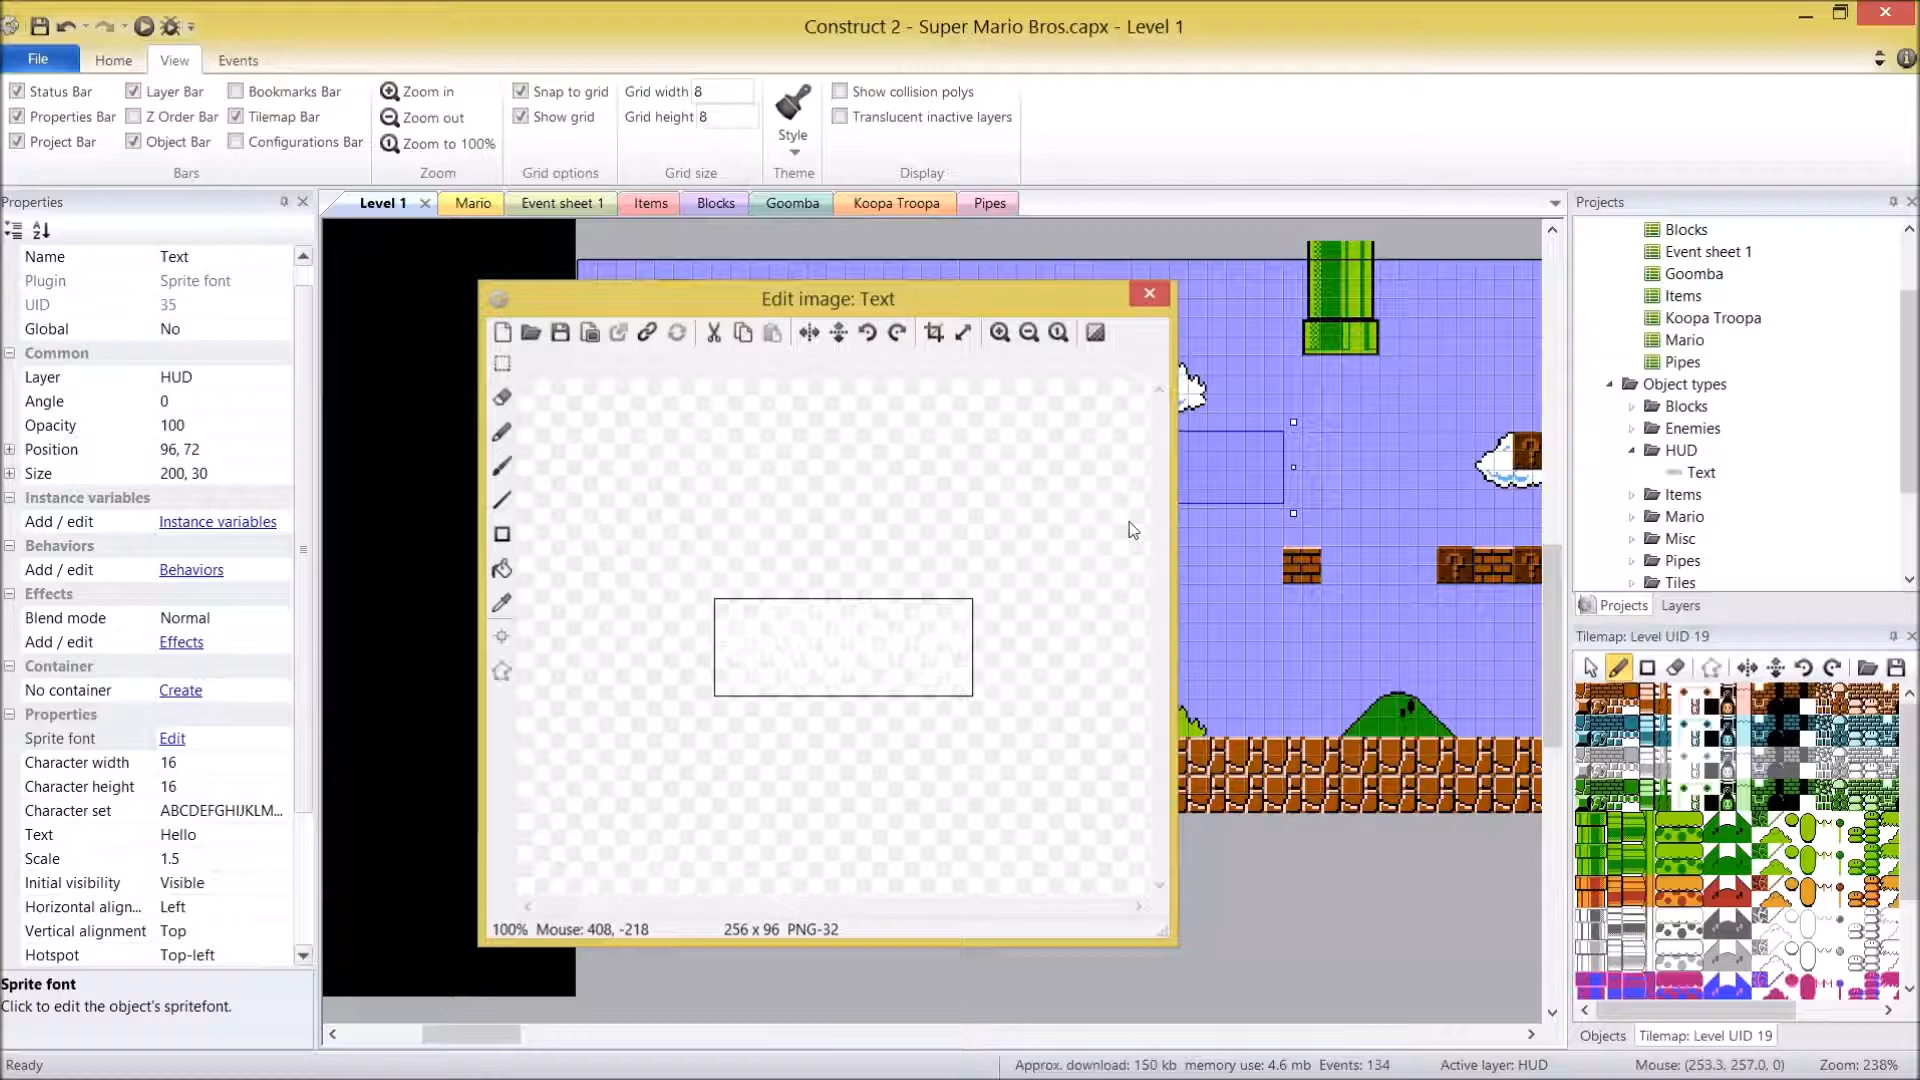 Construct 2 - Super Mario Bros.capx - Level 1
File Home View Events
Status Bar Layer Bar Bookmarks Bar Zoom in Snap to grid Grid width 8 Show collision polys
Properties Bar Z Order Bar Tilemap Bar Zoom out Show grid Grid height 8 Style Translucent inactive layers
Project Bar Object Bar Configurations Bar Zoom to 100%
Bars Zoom Grid options Grid size Theme Display
Properties
Level 1 Mario Event sheet 1 Items Blocks Goomba Koopa Troopa Pipes
Name Text
Plugin Sprite font
UID 35
Global No
Common
Layer HUD
Angle 0
Opacity 100
Position 96, 72
Size 200, 30
Instance variables
Add / edit Instance variables
Behaviors
Add / edit Behaviors
Effects
Blend mode Normal
Add / edit Effects
Container
No container Create
Properties
Sprite font Edit
Character width 16
Character height 16
Character set ABCDEFGHIJKLM...
Text Hello
Scale 1.5
Initial visibility Visible
Horizontal align... Left
Vertical alignment Top
Hotspot Top-left
Sprite font
Click to edit the object's spritefont.
Edit image: Text
100% Mouse: 408, -218 256 x 96 PNG-32
Projects
Blocks
Event sheet 1
Goomba
Items
Koopa Troopa
Mario
Pipes
Object types
Blocks
Enemies
HUD
Text
Items
Mario
Misc
Pipes
Tiles
Projects Layers
Tilemap: Level UID 19
Objects Tilemap: Level UID 19
Ready Approx. download: 150 kb memory use: 4.6 mb Events: 134 Active layer: HUD Mouse: (253.3, 257.0, 0) Zoom: 238%